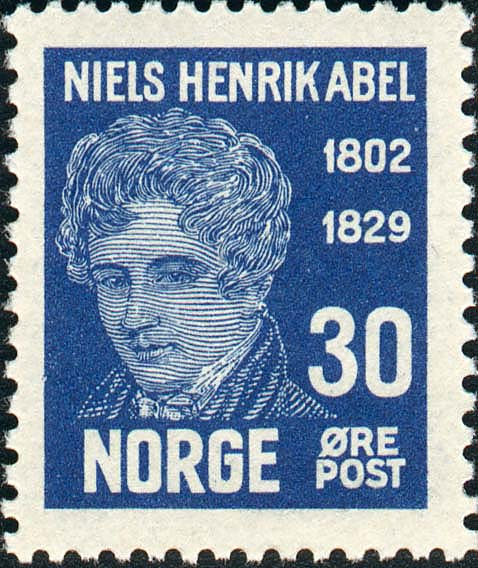 NIELS HENRIK ABEL
1802
1829
30
NORGE
ØRE
POST